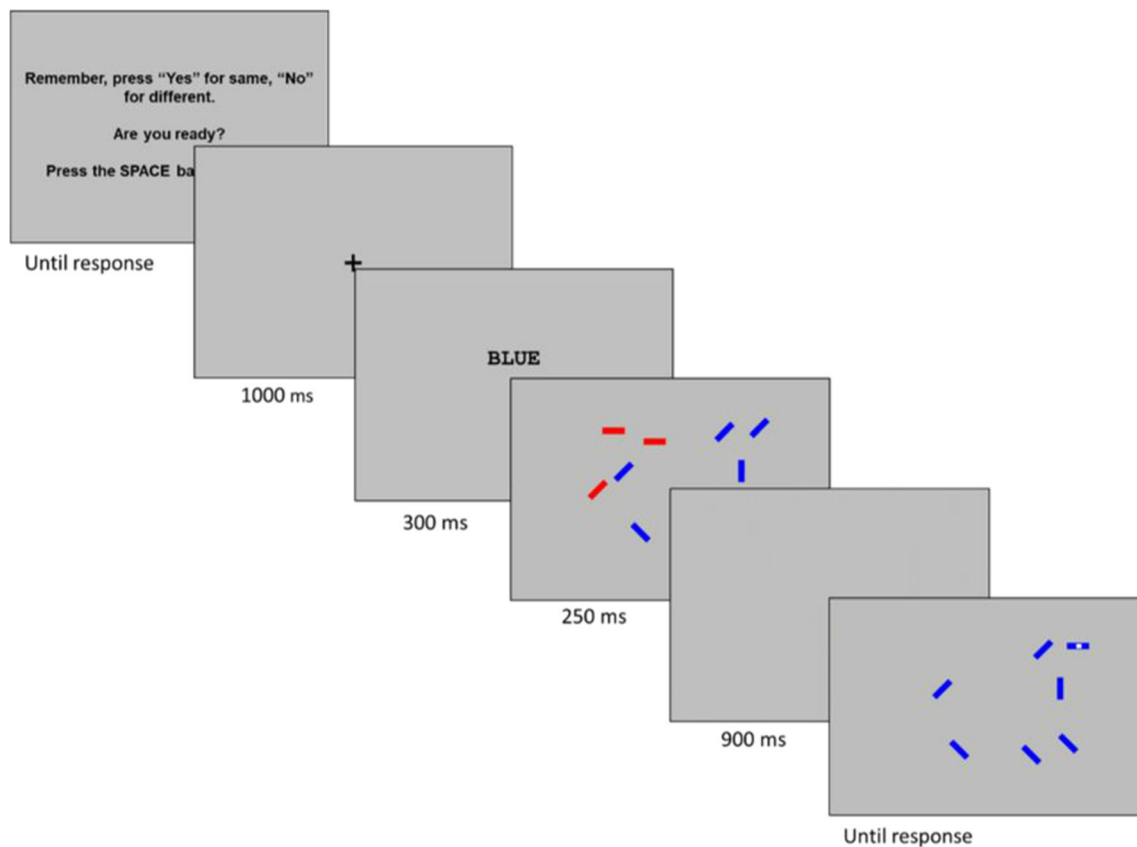 Remember, press “Yes” for same, “No”
for different.
Are you ready?
Press the SPACE
Until response
+
1000 ms
BLUE
300 ms
250 ms
900 ms
Until response